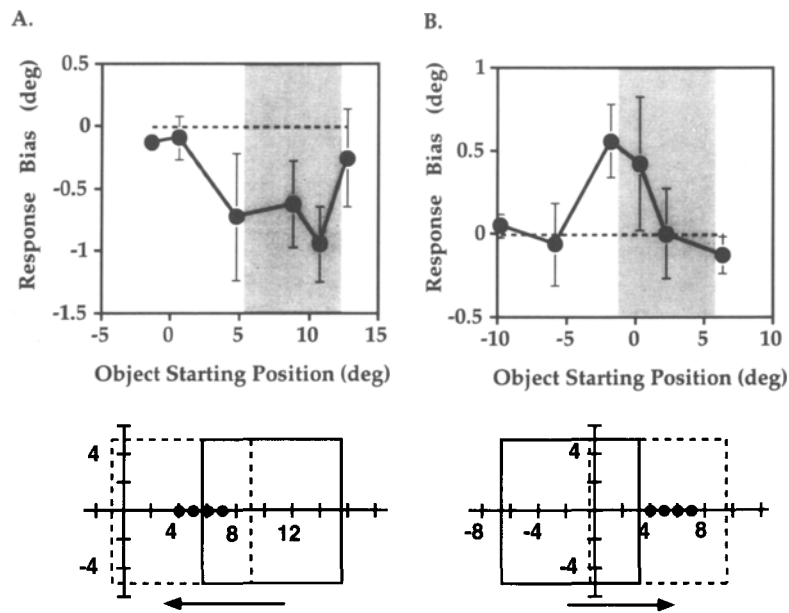 A.
B.
Response Bias (deg)
0.5
0
-0.5
-1
-1.5
-5 0 5 10 15
Object Starting Position (deg)
Response Bias (deg)
1
0.5
0
-0.5
-10 -5 0 5 10
Object Starting Position (deg)
4
4 8 12
-4
4
-8 -4 4 8
-4